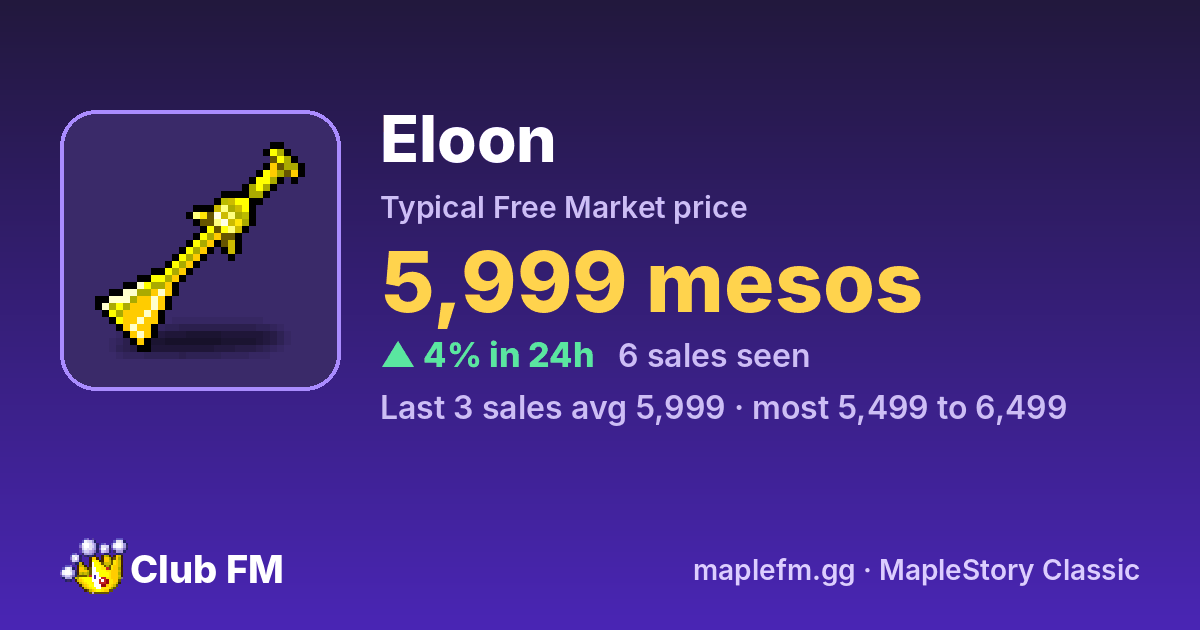 Eloon
Typical Free Market price
5,999 mesos
▲ 4% in 24h 6 sales seen
Last 3 sales avg 5,999 · most 5,499 to 6,499
Club FM
maplefm.gg · MapleStory Classic